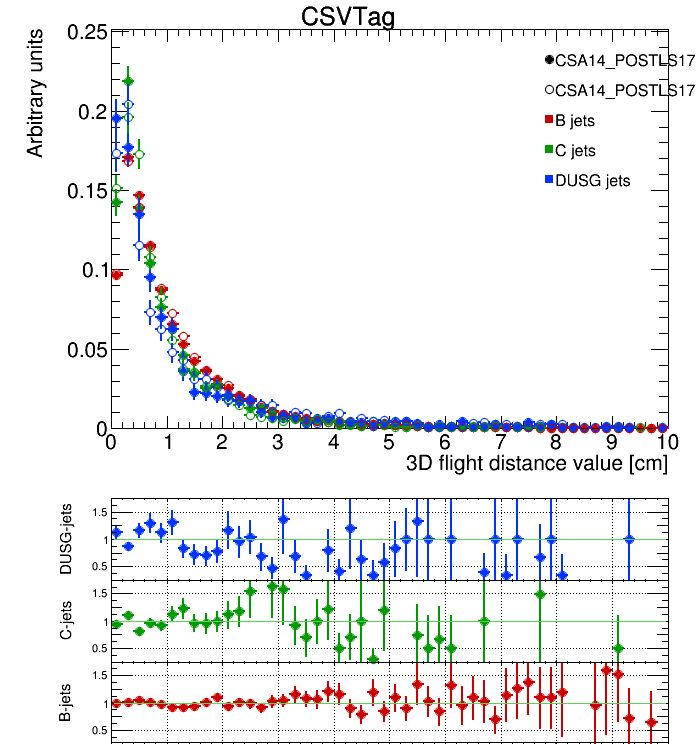 CSVTag
Arbitrary units
0.25
0.2
0.15
0.1
0.05
0
CSA14_POSTLS17
CSA14_POSTLS17
B jets
C jets
DUSG jets
0 1 2 3 4 5 6 7 8 9 10
3D flight distance value [cm]
DUSG-jets
1.5
1
0.5
C-jets
1.5
1
0.5
B-jets
1.5
1
0.5